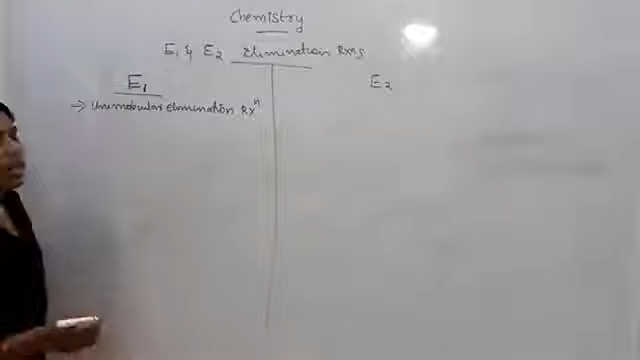 Chemistry
E1 & E2 Elimination Rxns
E1
E2
→ Unimolecular Elimination Rxn